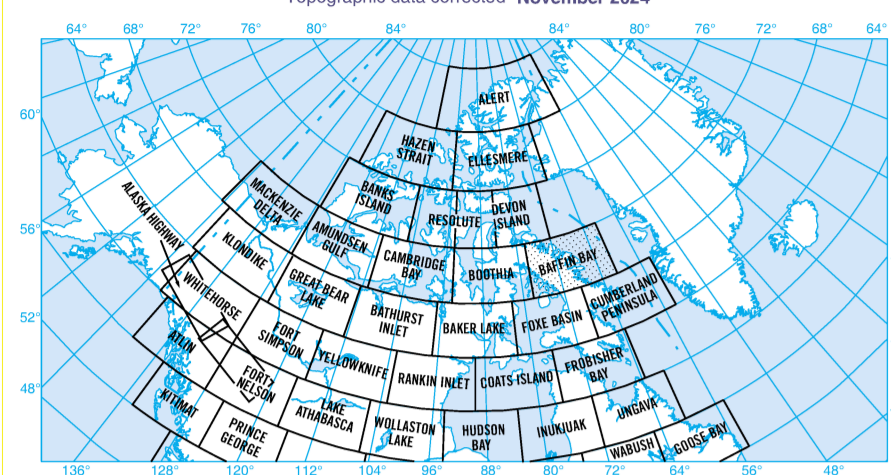 Topographic data corrected November 2024
64° 68° 72° 76° 80° 84° 84° 80° 76° 72° 68° 64°
60°
56°
52°
48°
ALERT
HAZEN
STRAIT
ELLESMERE
BANKS
ISLAND
RESOLUTE
DEVON
ISLAND
MACKENZIE
DELTA
AMUNDSEN
GULF
CAMBRIDGE
BAY
BOOTHIA
BAFFIN BAY
ALASKA HIGHWAY
KLONDIKE
GREAT BEAR
LAKE
BATHURST
INLET
BAKER LAKE
FOXE BASIN
CUMBERLAND
PENINSULA
WHITEHORSE
FORT
SIMPSON
YELLOWKNIFE
RANKIN INLET
COATS ISLAND
FROBISHER
BAY
ATLIN
FORT
NELSON
LAKE
ATHABASCA
WOLLASTON
LAKE
HUDSON
BAY
INUKJUAK
UNGAVA
KITIMAT
PRINCE
GEORGE
WABUSH
GOOSE BAY
136° 128° 120° 112° 104° 96° 88° 80° 72° 64° 56° 48°